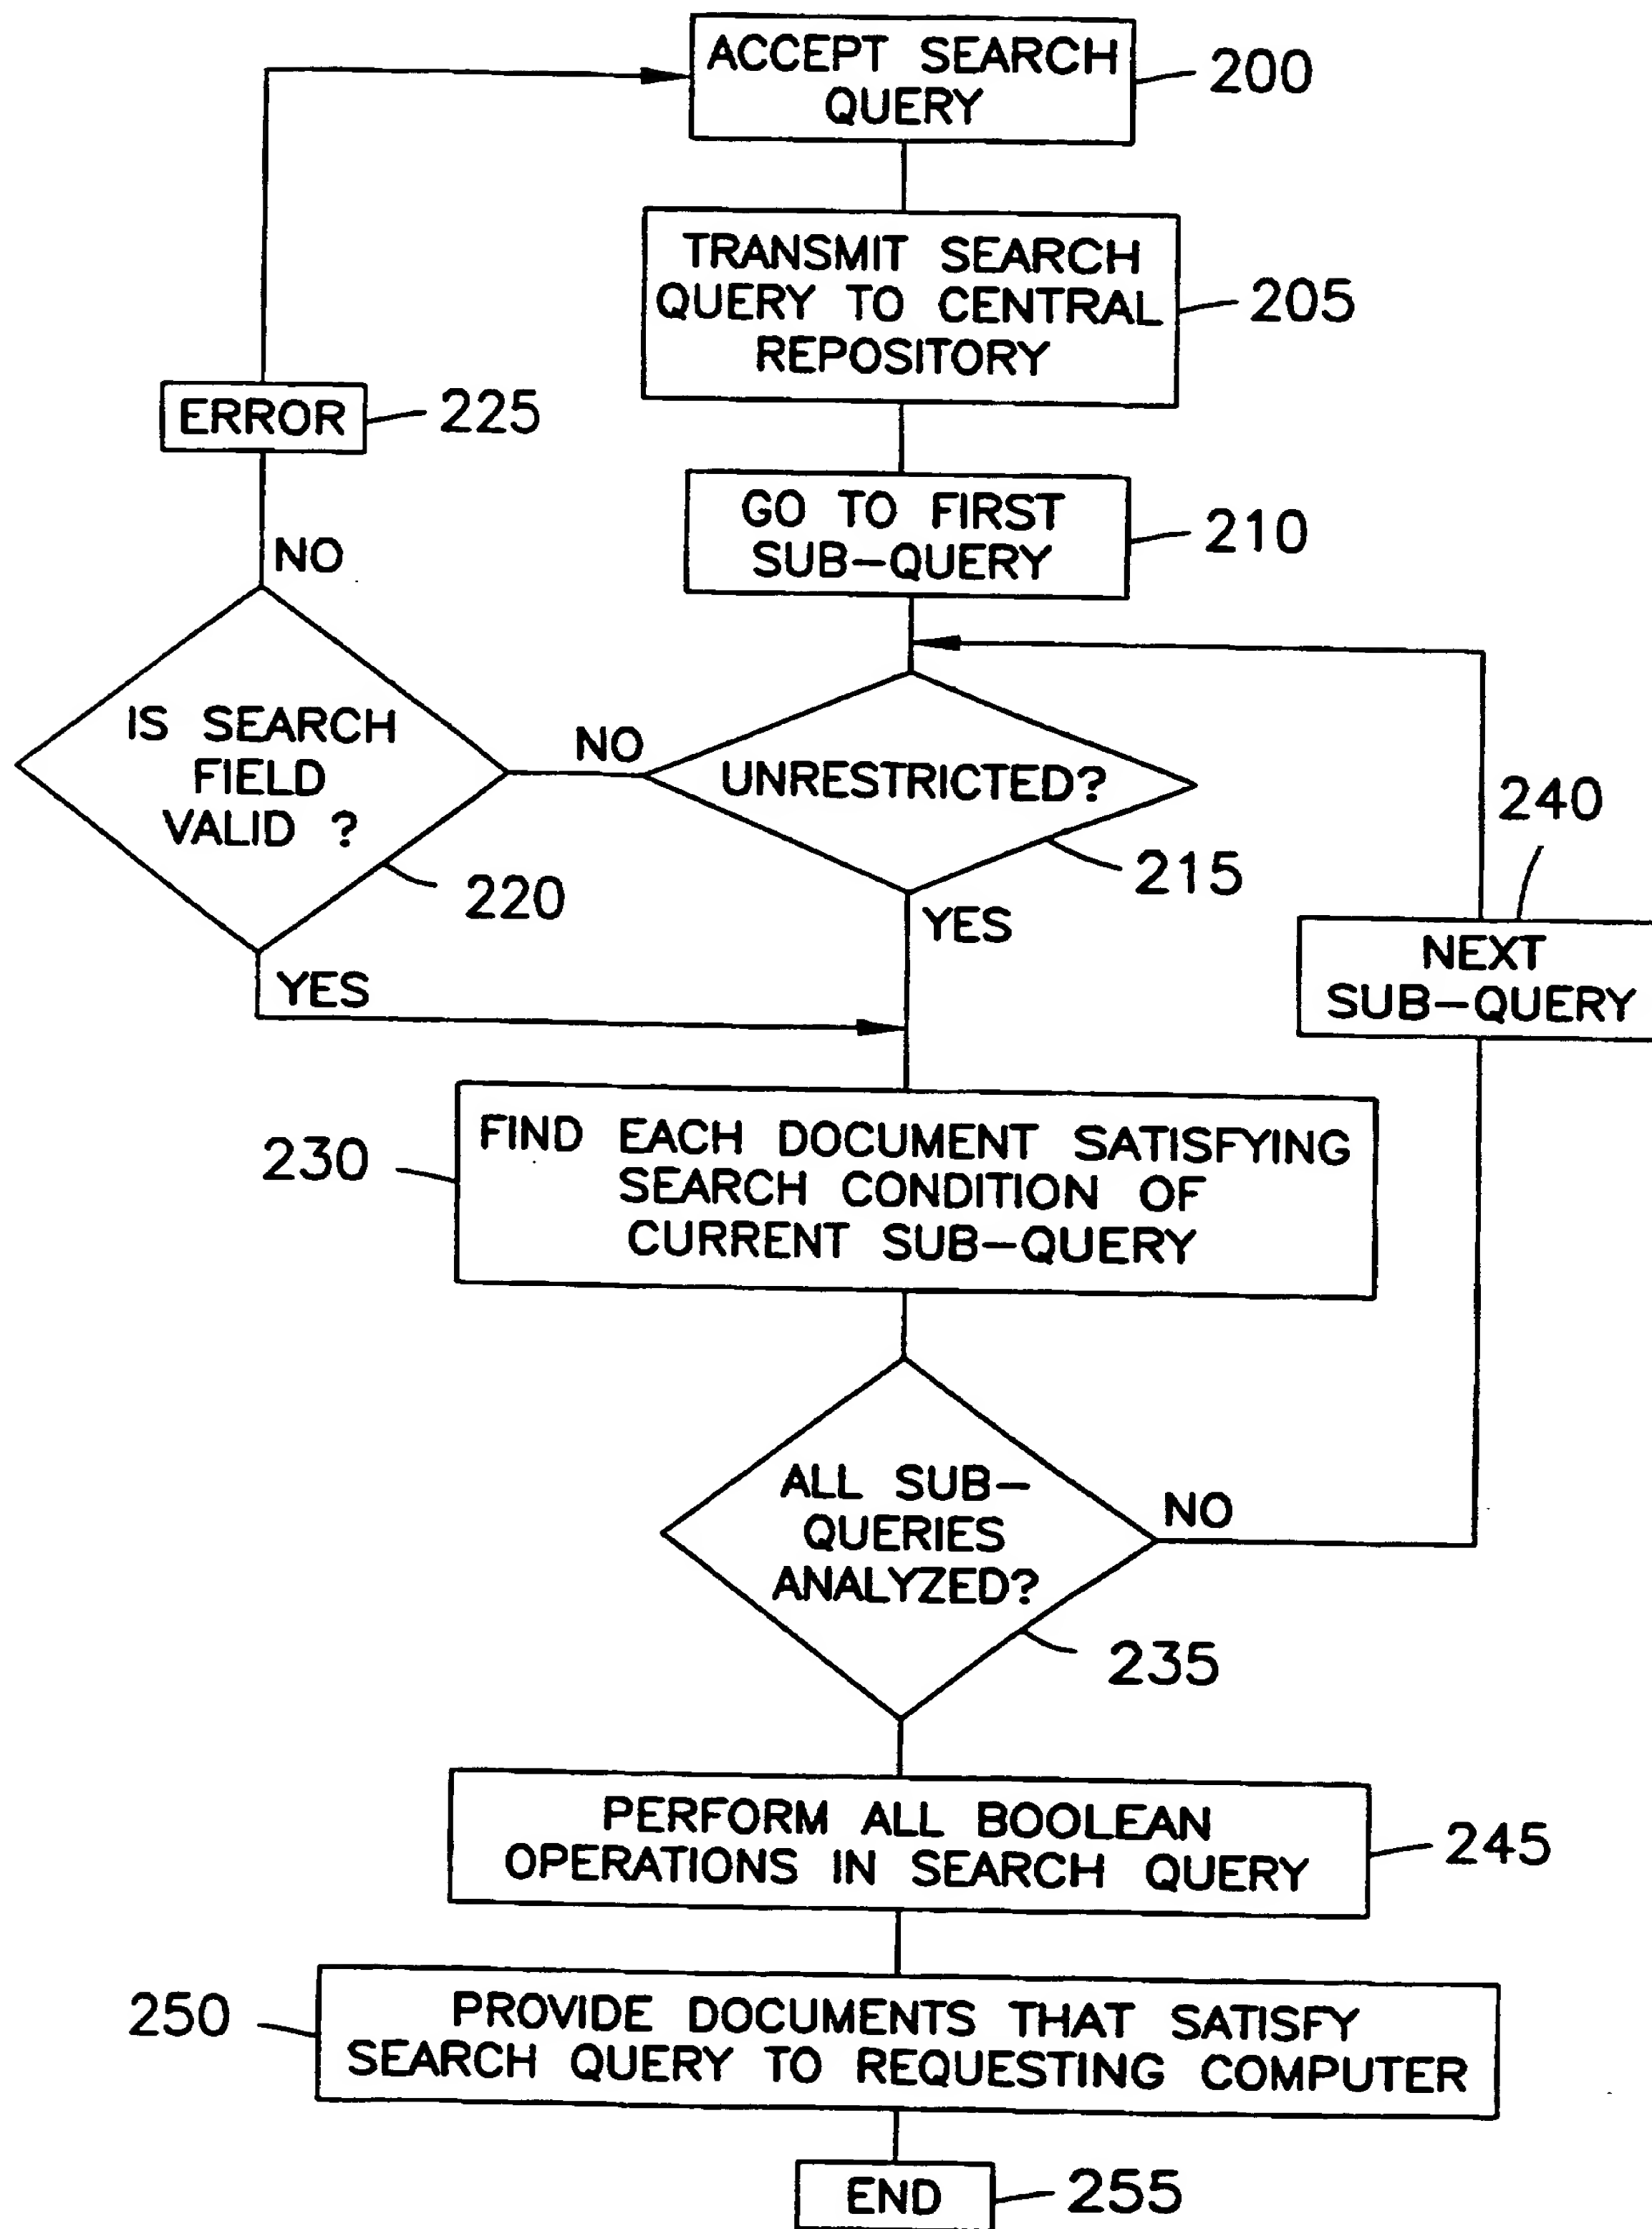 ACCEPT SEARCH
QUERY
200
TRANSMIT SEARCH
QUERY TO CENTRAL
REPOSITORY
205
ERROR
225
GO TO FIRST
SUB-QUERY
210
NO
IS SEARCH
FIELD
VALID ?
220
NO
UNRESTRICTED?
215
240
YES
YES
NEXT
SUB-QUERY
230
FIND EACH DOCUMENT SATISFYING
SEARCH CONDITION OF
CURRENT SUB-QUERY
ALL SUB-
QUERIES
ANALYZED?
NO
235
PERFORM ALL BOOLEAN
OPERATIONS IN SEARCH QUERY
245
250
PROVIDE DOCUMENTS THAT SATISFY
SEARCH QUERY TO REQUESTING COMPUTER
END
255